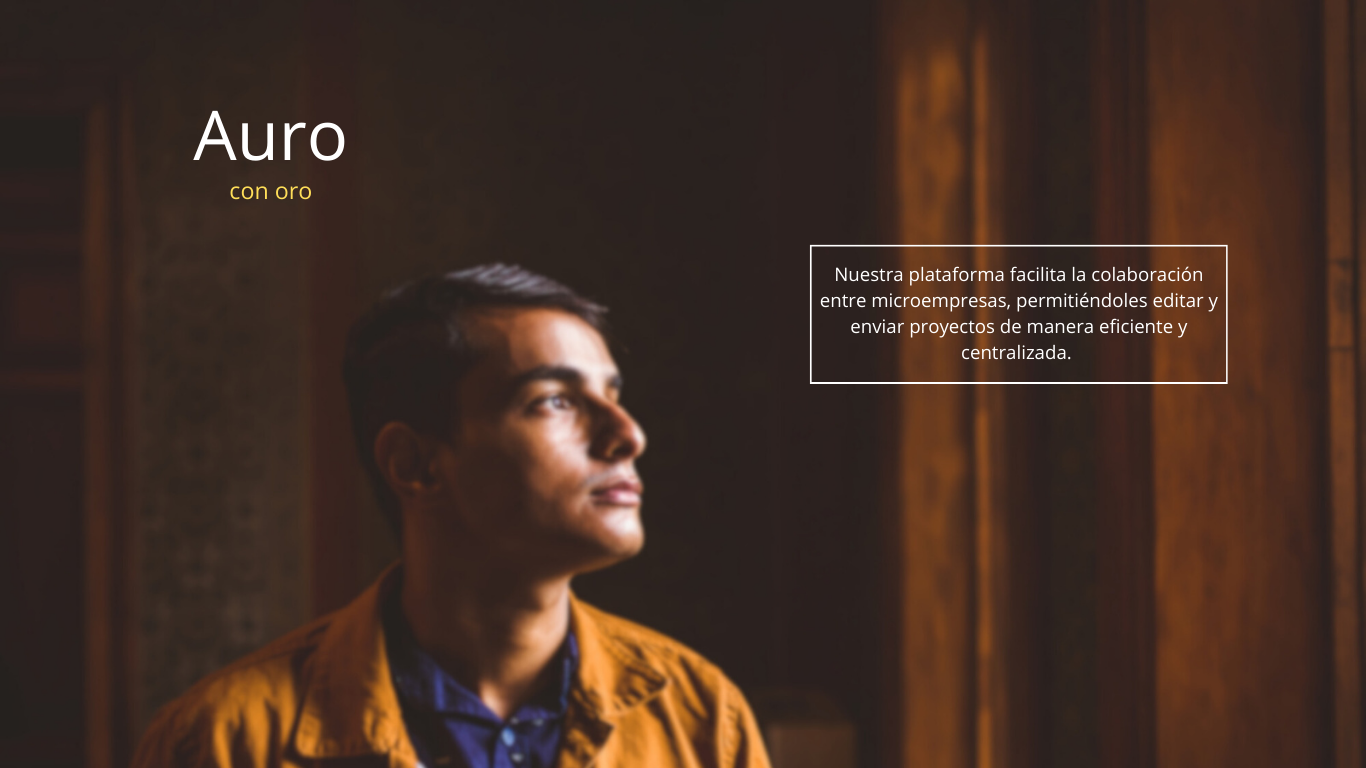 Auro
con oro
Nuestra plataforma facilita la colaboración
entre microempresas, permitiéndoles editar y
enviar proyectos de manera eficiente y
centralizada.